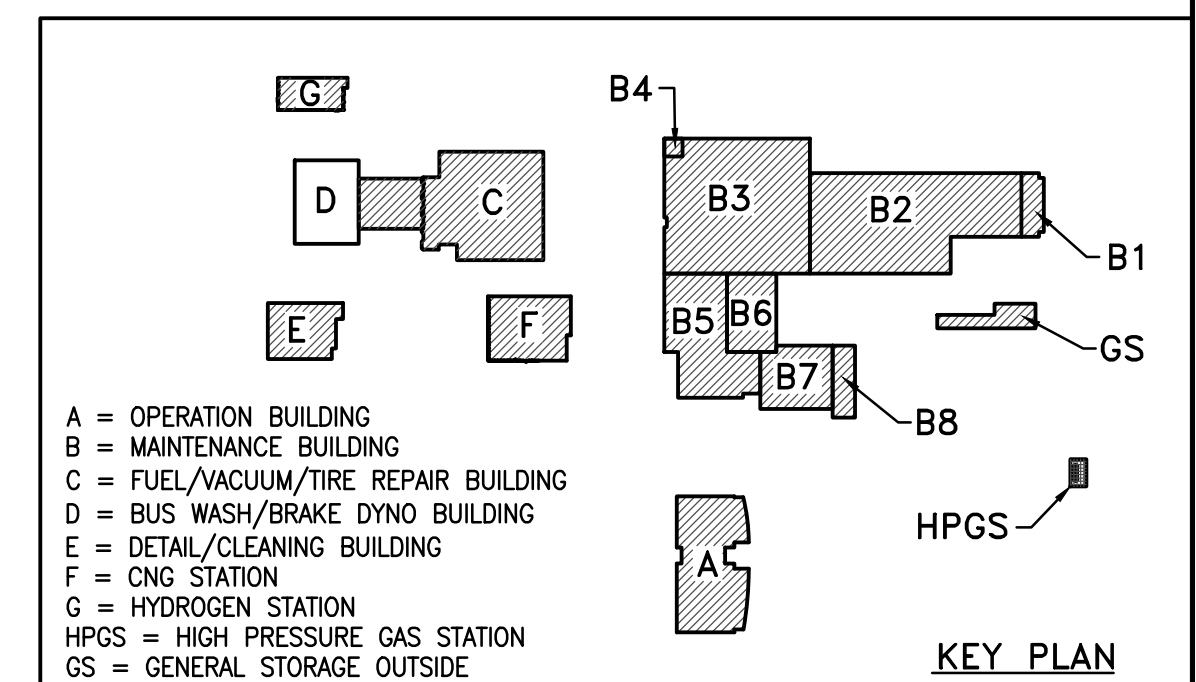 G
B4
D
C
B3
B2
B1
E
F
B5
B6
B7
GS
B8
A = OPERATION BUILDING
B = MAINTENANCE BUILDING
C = FUEL/VACUUM/TIRE REPAIR BUILDING
D = BUS WASH/BRAKE DYNO BUILDING
E = DETAIL/CLEANING BUILDING
F = CNG STATION
G = HYDROGEN STATION
HPGS = HIGH PRESSURE GAS STATION
GS = GENERAL STORAGE OUTSIDE
HPGS
A
KEY PLAN